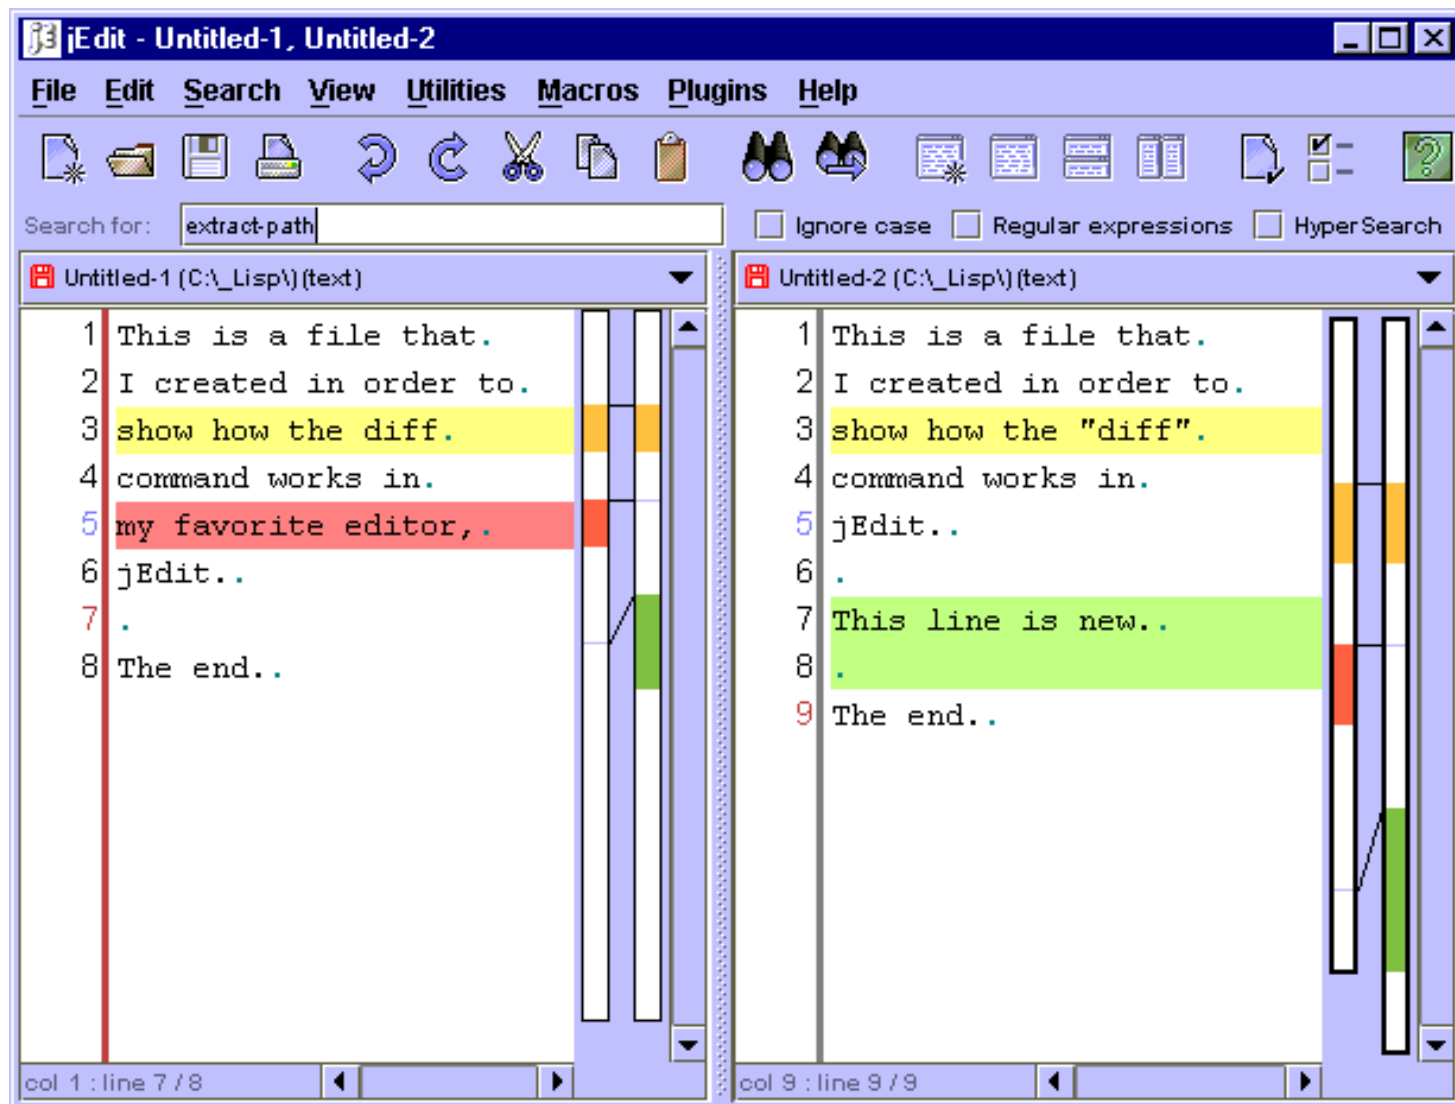 jEdit - Untitled-1, Untitled-2
File Edit Search View Utilities Macros Plugins Help
Search for: extract-path Ignore case Regular expressions HyperSearch
Untitled-1 (C:\_Lisp\)(text)
1 This is a file that.
2 I created in order to.
3 show how the diff.
4 command works in.
5 my favorite editor,.
6 jEdit..
7 .
8 The end..
col 1 : line 7 / 8
Untitled-2 (C:\_Lisp\)(text)
1 This is a file that.
2 I created in order to.
3 show how the "diff".
4 command works in.
5 jEdit..
6 .
7 This line is new..
8 .
9 The end..
col 9 : line 9 / 9